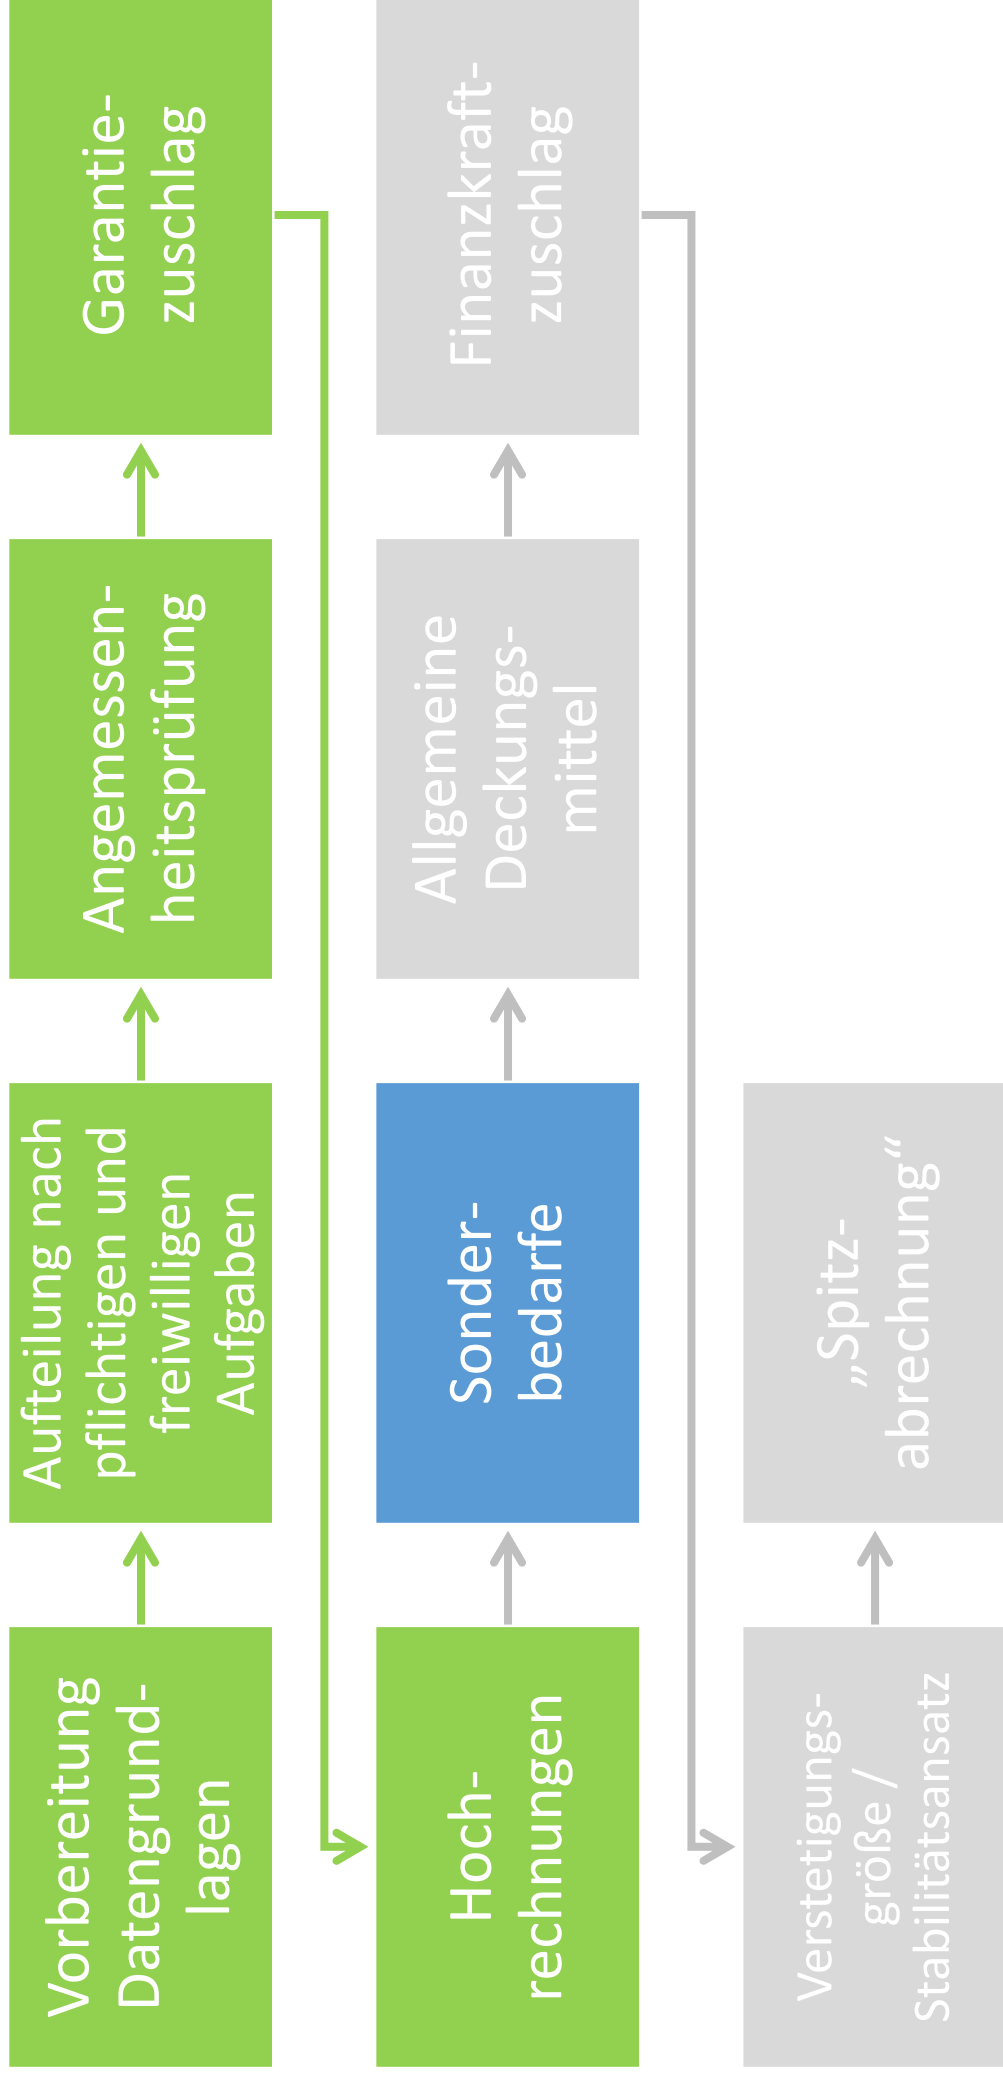 Vorbereitung
Datengrund-
lagen
Aufteilung nach
pflichtigen und
freiwilligen
Aufgaben
Angemessen-
heitsprüfung
Garantie-
zuschlag
Hoch-
rechnungen
Sonder-
bedarfe
Allgemeine
Deckungs-
mittel
Finanzkraft-
zuschlag
Verstetigungs-
größe /
Stabilitätsansatz
„Spitz-
abrechnung“